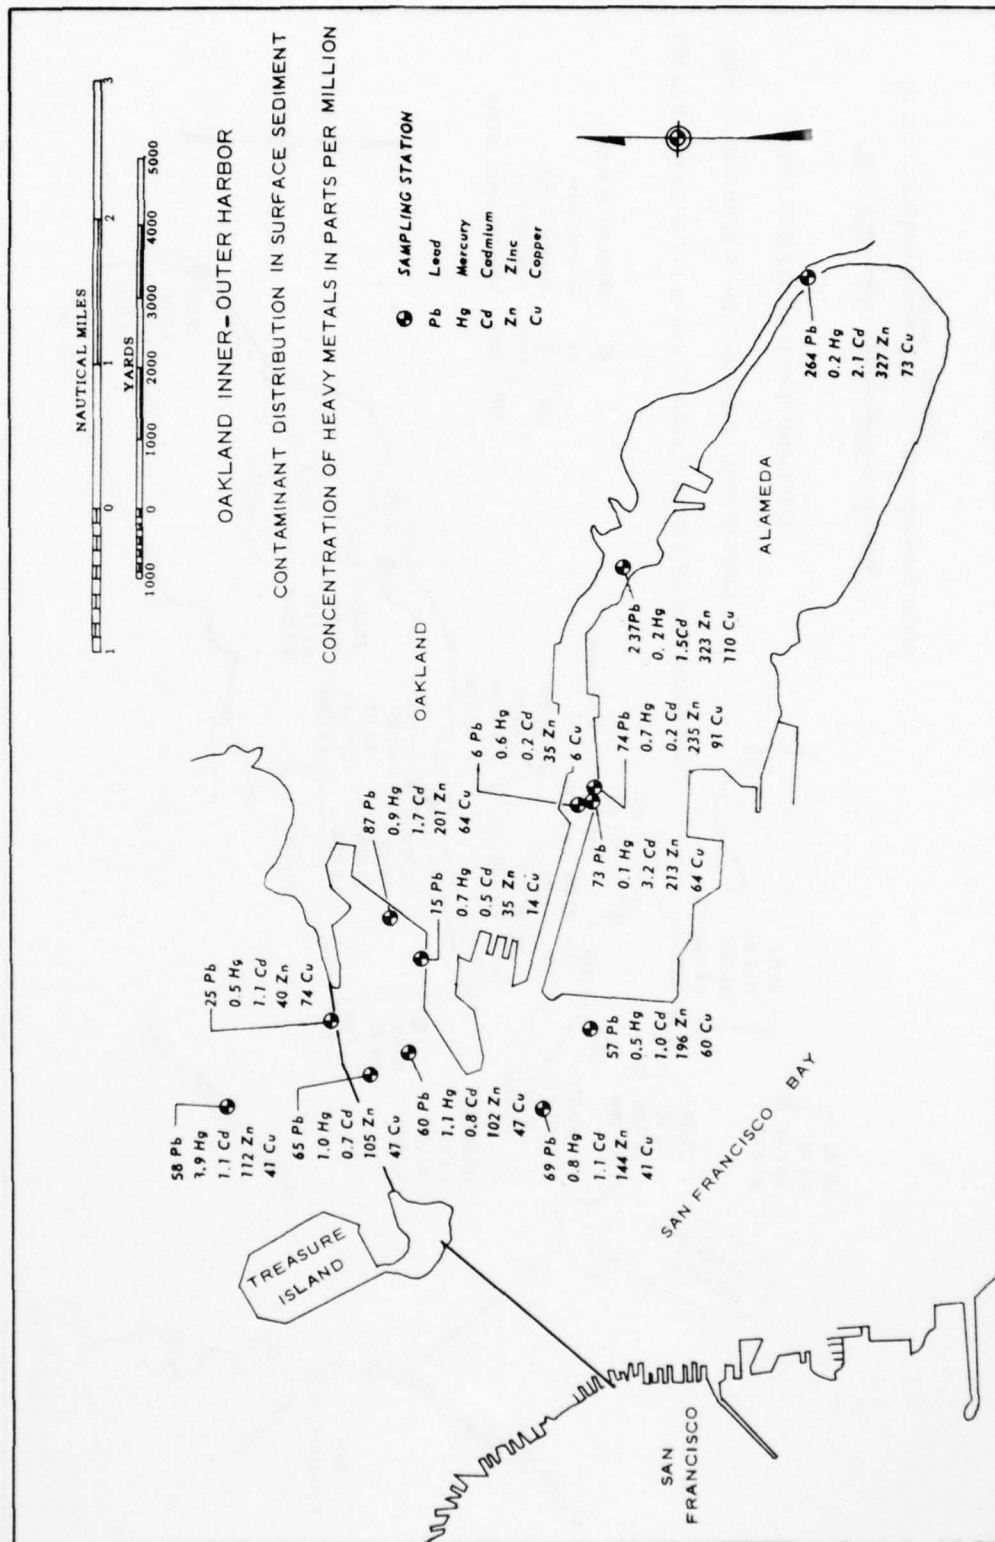 NAUTICAL MILES
1 0 1 2 3
YARDS
1000 0 1000 2000 3000 4000 5000
OAKLAND INNER-OUTER HARBOR
CONTAMINANT DISTRIBUTION IN SURFACE SEDIMENT
CONCENTRATION OF HEAVY METALS IN PARTS PER MILLION
SAMPLING STATION
Pb Lead
Hg Mercury
Cd Cadmium
Zn Zinc
Cu Copper
58 Pb
1.1 Cd
112 Zn
41 Cu
25 Pb
0.5 Hg
1.1 Cd
40 Zn
74 Cu
65 Pb
1.0 Hg
0.7 Cd
105 Zn
47 Cu
60 Pb
1.1 Hg
0.8 Cd
102 Zn
47 Cu
87 Pb
0.9 Hg
1.7 Cd
201 Zn
64 Cu
15 Pb
0.7 Hg
0.5 Cd
35 Zn
14 Cu
69 Pb
0.8 Hg
1.1 Cd
144 Zn
41 Cu
57 Pb
0.5 Hg
1.0 Cd
196 Zn
60 Cu
6 Pb
0.6 Hg
0.2 Cd
35 Zn
6 Cu
73 Pb
0.1 Hg
3.2 Cd
213 Zn
64 Cu
74 Pb
0.7 Hg
0.2 Cd
235 Zn
91 Cu
237 Pb
0.2 Hg
1.5 Cd
323 Zn
110 Cu
264 Pb
0.2 Hg
2.1 Cd
327 Zn
73 Cu
OAKLAND
ALAMEDA
TREASURE
ISLAND
SAN FRANCISCO BAY
SAN
FRANCISCO